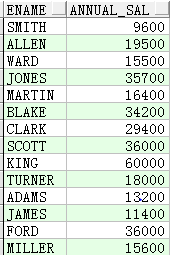 ENAME ANNUAL_SAL
SMITH 9600
ALLEN 19500
WARD 15500
JONES 35700
MARTIN 16400
BLAKE 34200
CLARK 29400
SCOTT 36000
KING 60000
TURNER 18000
ADAMS 13200
JAMES 11400
FORD 36000
MILLER 15600